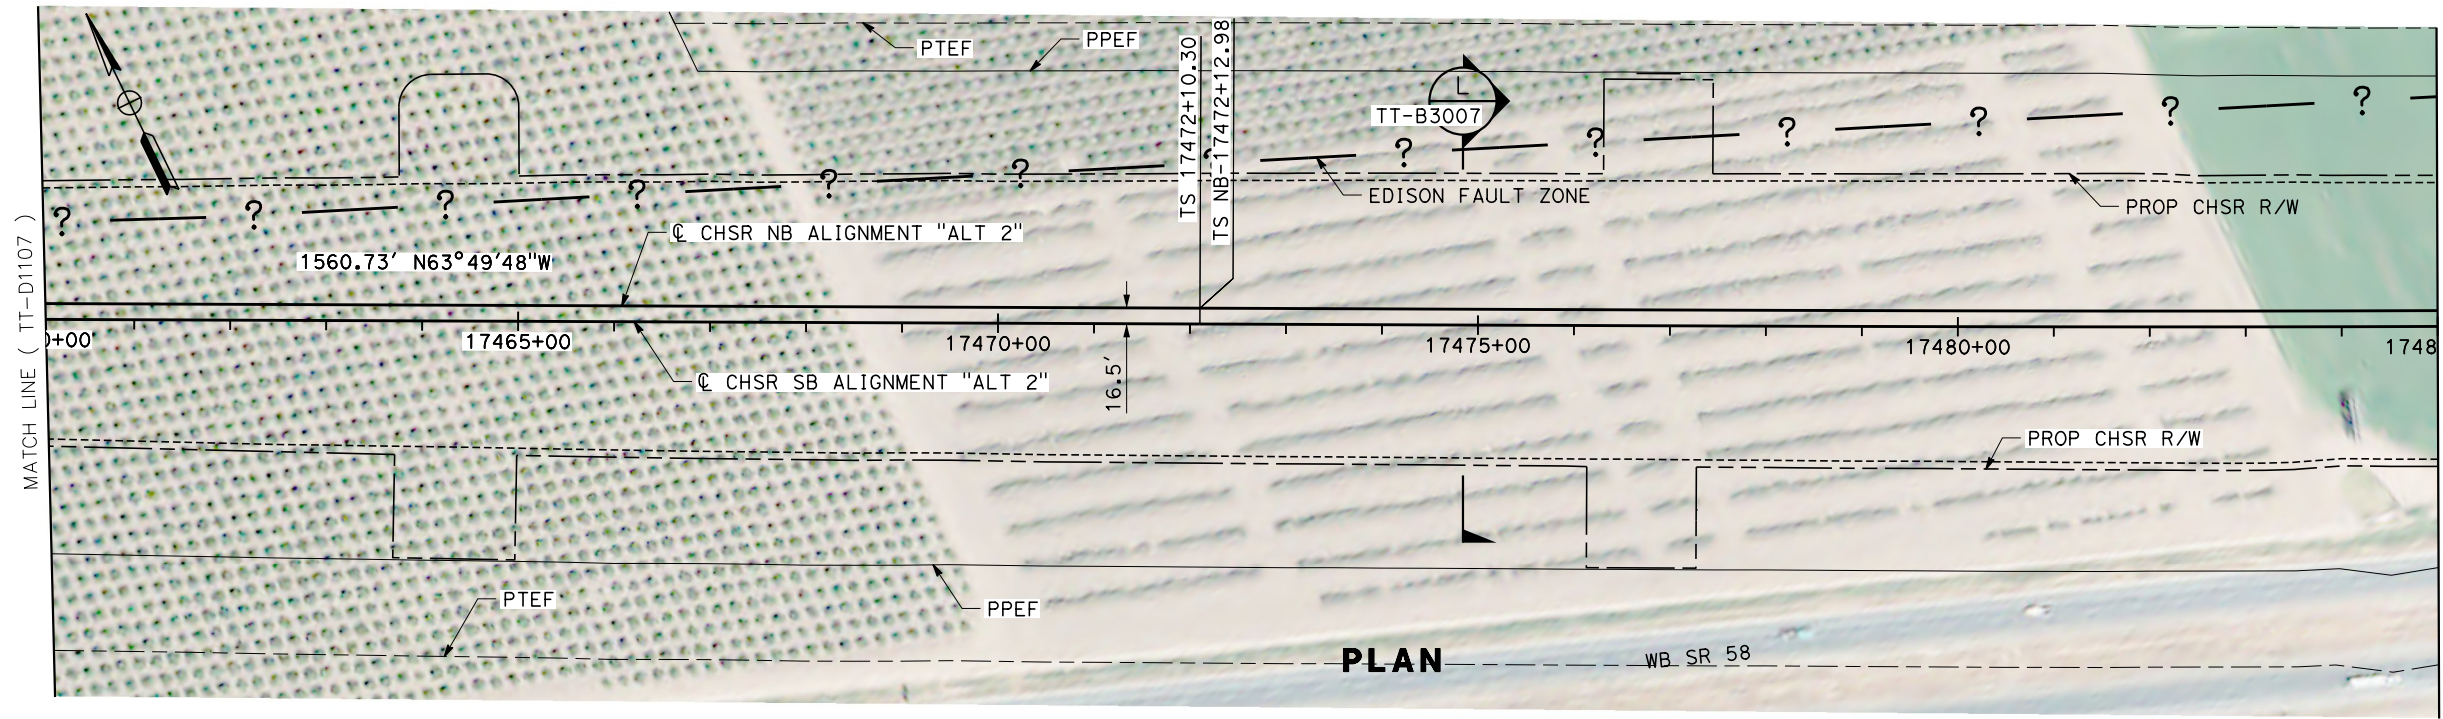 PTEF
PPEF
TS 17472+10.30
TS NB-17472+12.98
L
TT-B3007
? ? ? ? ? ? ? ? ? ? ? ? ?
EDISON FAULT ZONE
PROP CHSR R/W
MATCH LINE ( TT-D1107 )
℄ CHSR NB ALIGNMENT "ALT 2"
1560.73' N63°49'48"W
0+00
17465+00
17470+00
17475+00
17480+00
1748
℄ CHSR SB ALIGNMENT "ALT 2"
16.5'
PROP CHSR R/W
PTEF
PPEF
PLAN
WB SR 58